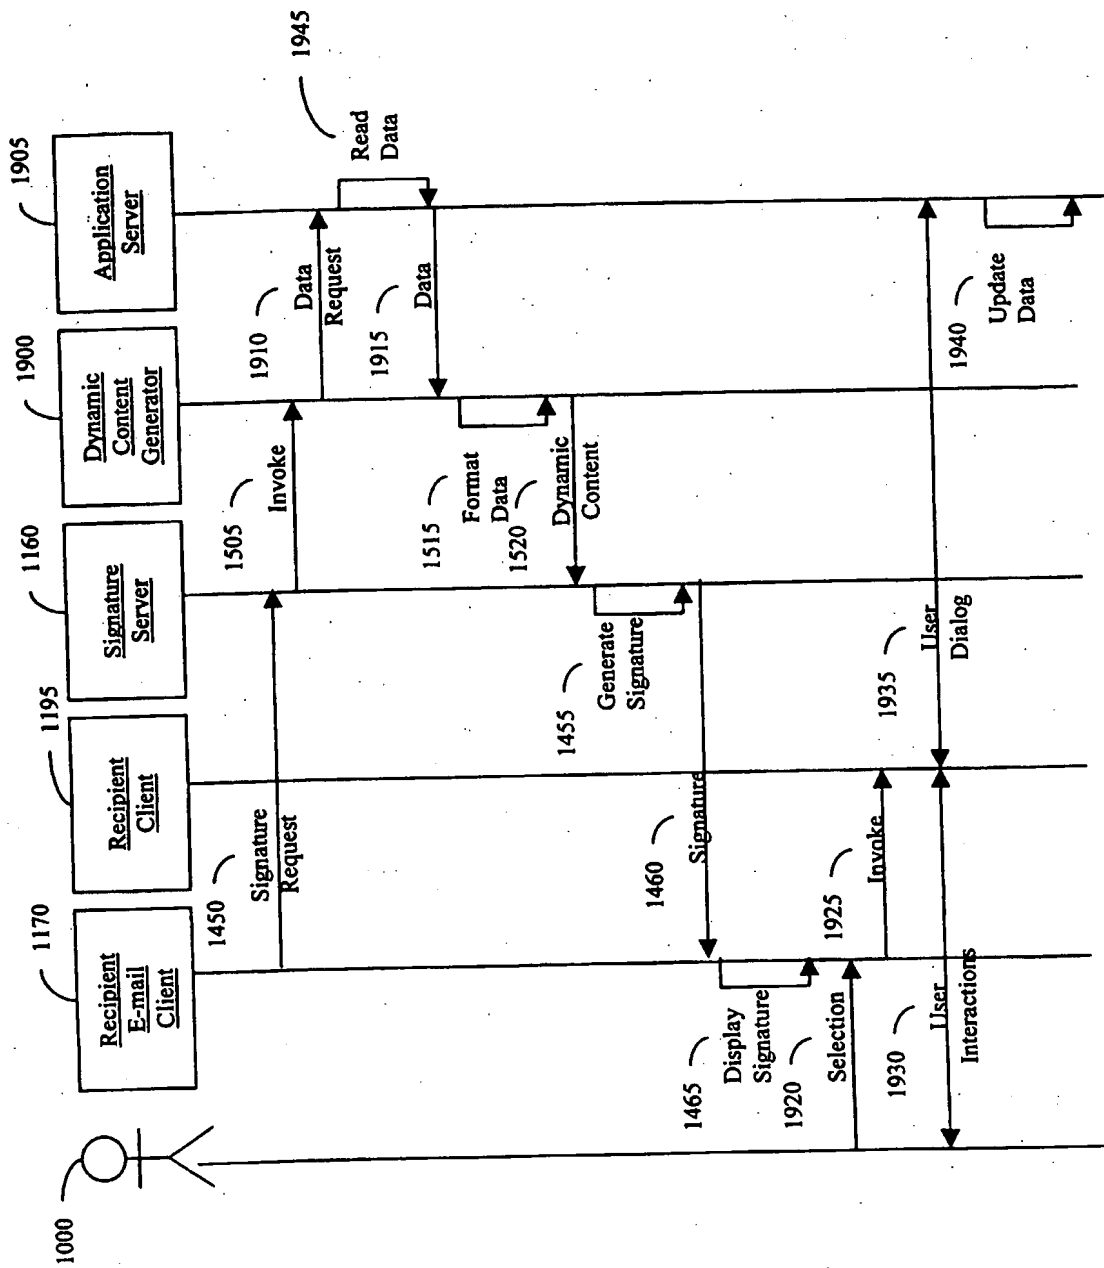 1000
1170
Recipient
E-mail
Client
1195
Recipient
Client
1160
Signature
Server
1900
Dynamic
Content
Generator
1905
Application
Server
1450
Signature
Request
1505
Invoke
1910
Data
Request
1945
Read
Data
1915
Data
1515
Format
Data
1520
Dynamic
Content
1455
Generate
Signature
1460
Signature
1465
Display
Signature
1920
Selection
1925
Invoke
1930
User
Interactions
1935
User
Dialog
1940
Update
Data